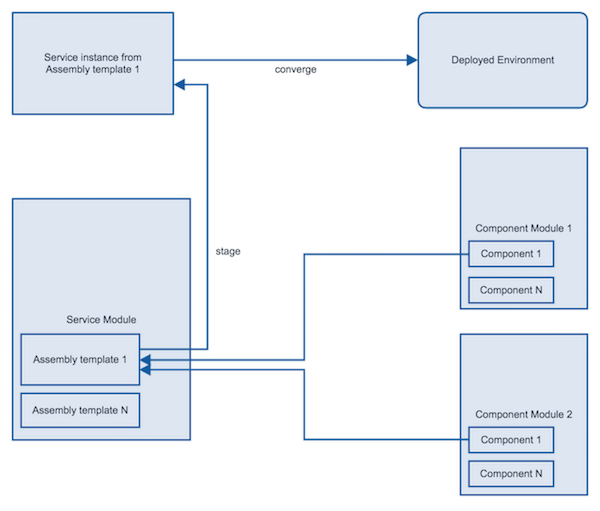 Service instance from
Assembly template 1
converge
Deployed Environment
stage
Component Module 1
Component 1
Component N
Service Module
Assembly template 1
Assembly template N
Component Module 2
Component 1
Component N